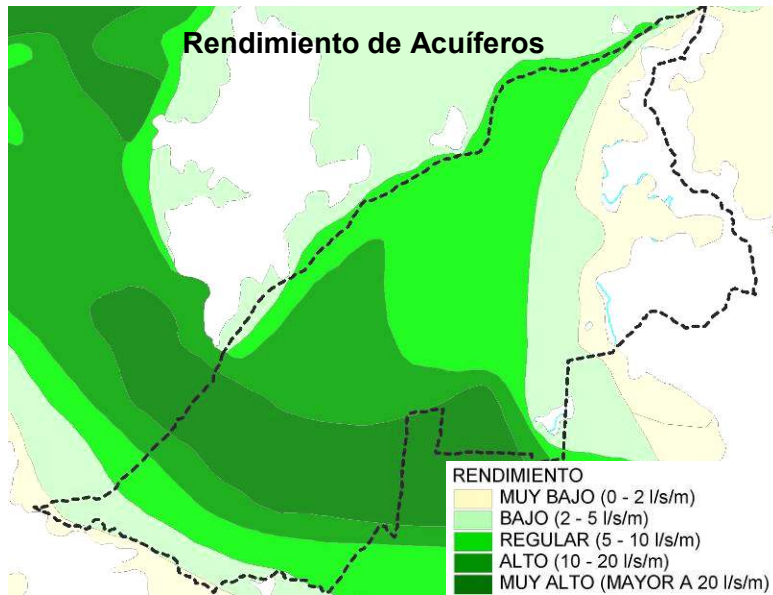 Rendimiento de Acuíferos
RENDIMIENTO
MUY BAJO (0 - 2 l/s/m)
BAJO (2 - 5 l/s/m)
REGULAR (5 - 10 l/s/m)
ALTO (10 - 20 l/s/m)
MUY ALTO (MAYOR A 20 l/s/m)